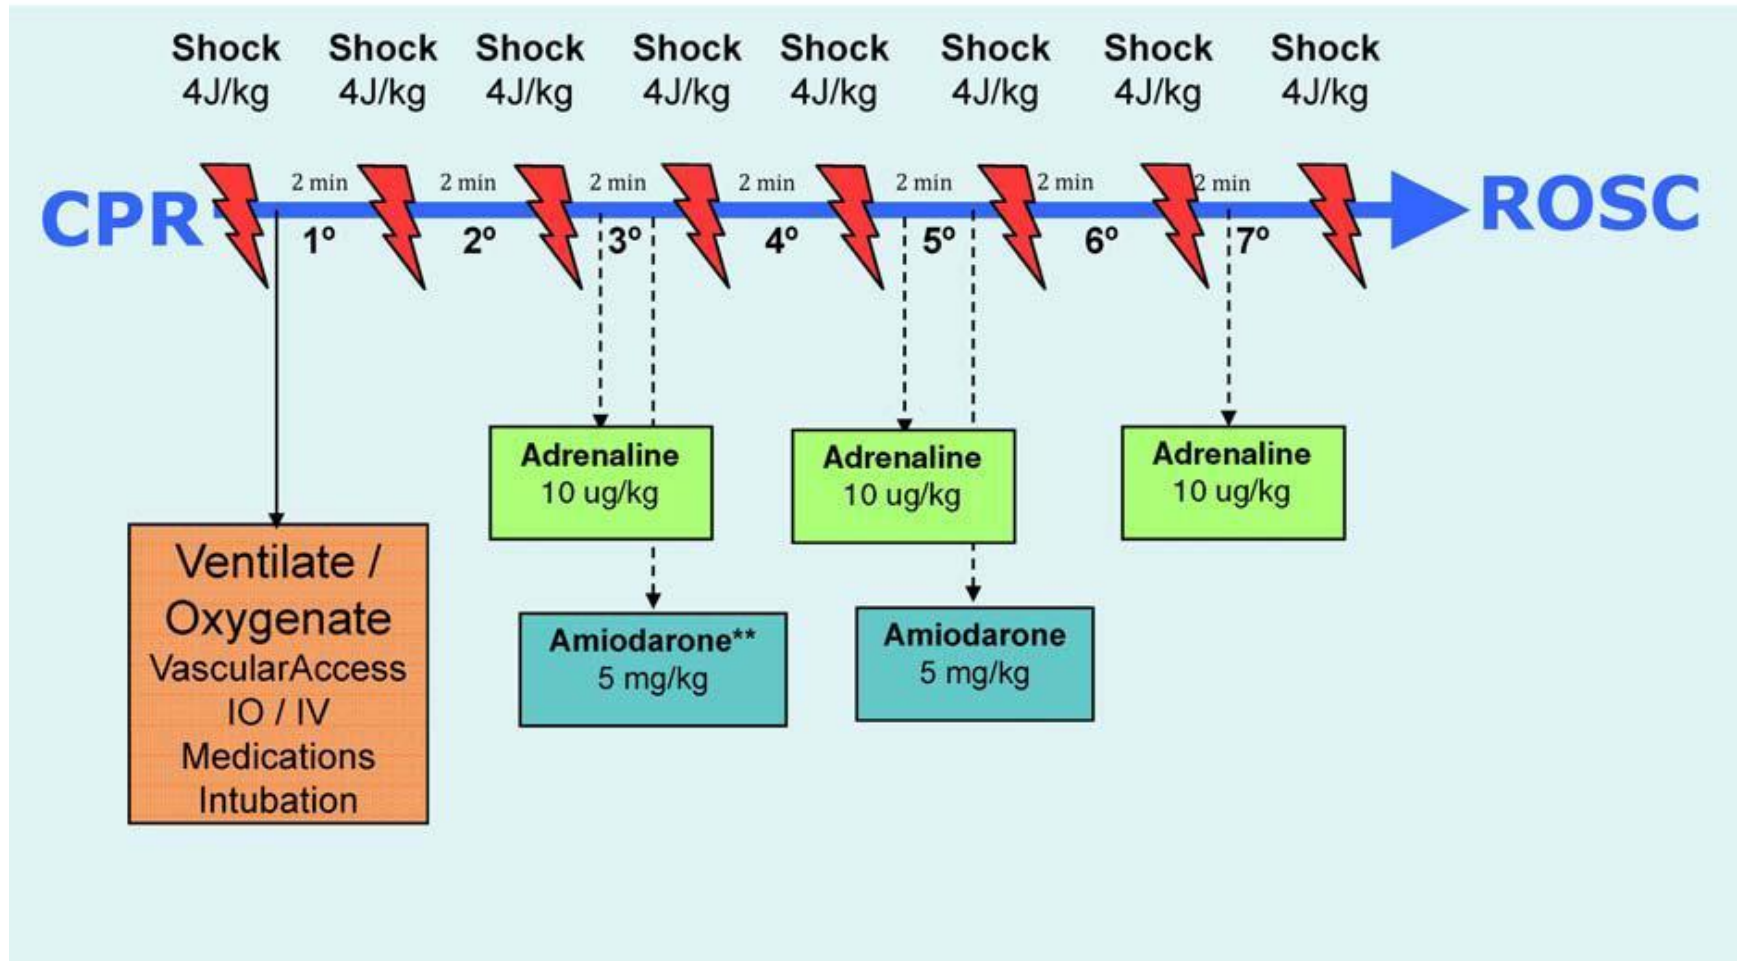 Shock Shock Shock Shock Shock Shock Shock Shock
4J/kg 4J/kg 4J/kg 4J/kg 4J/kg 4J/kg 4J/kg 4J/kg
2 min 2 min 2 min 2 min 2 min 2 min 2 min
CPR ROSC
1º 2º 3º 4º 5º 6º 7º
Adrenaline
10 ug/kg
Adrenaline
10 ug/kg
Adrenaline
10 ug/kg
Ventilate /
Oxygenate
VascularAccess
IO / IV
Medications
Intubation
Amiodarone**
5 mg/kg
Amiodarone
5 mg/kg